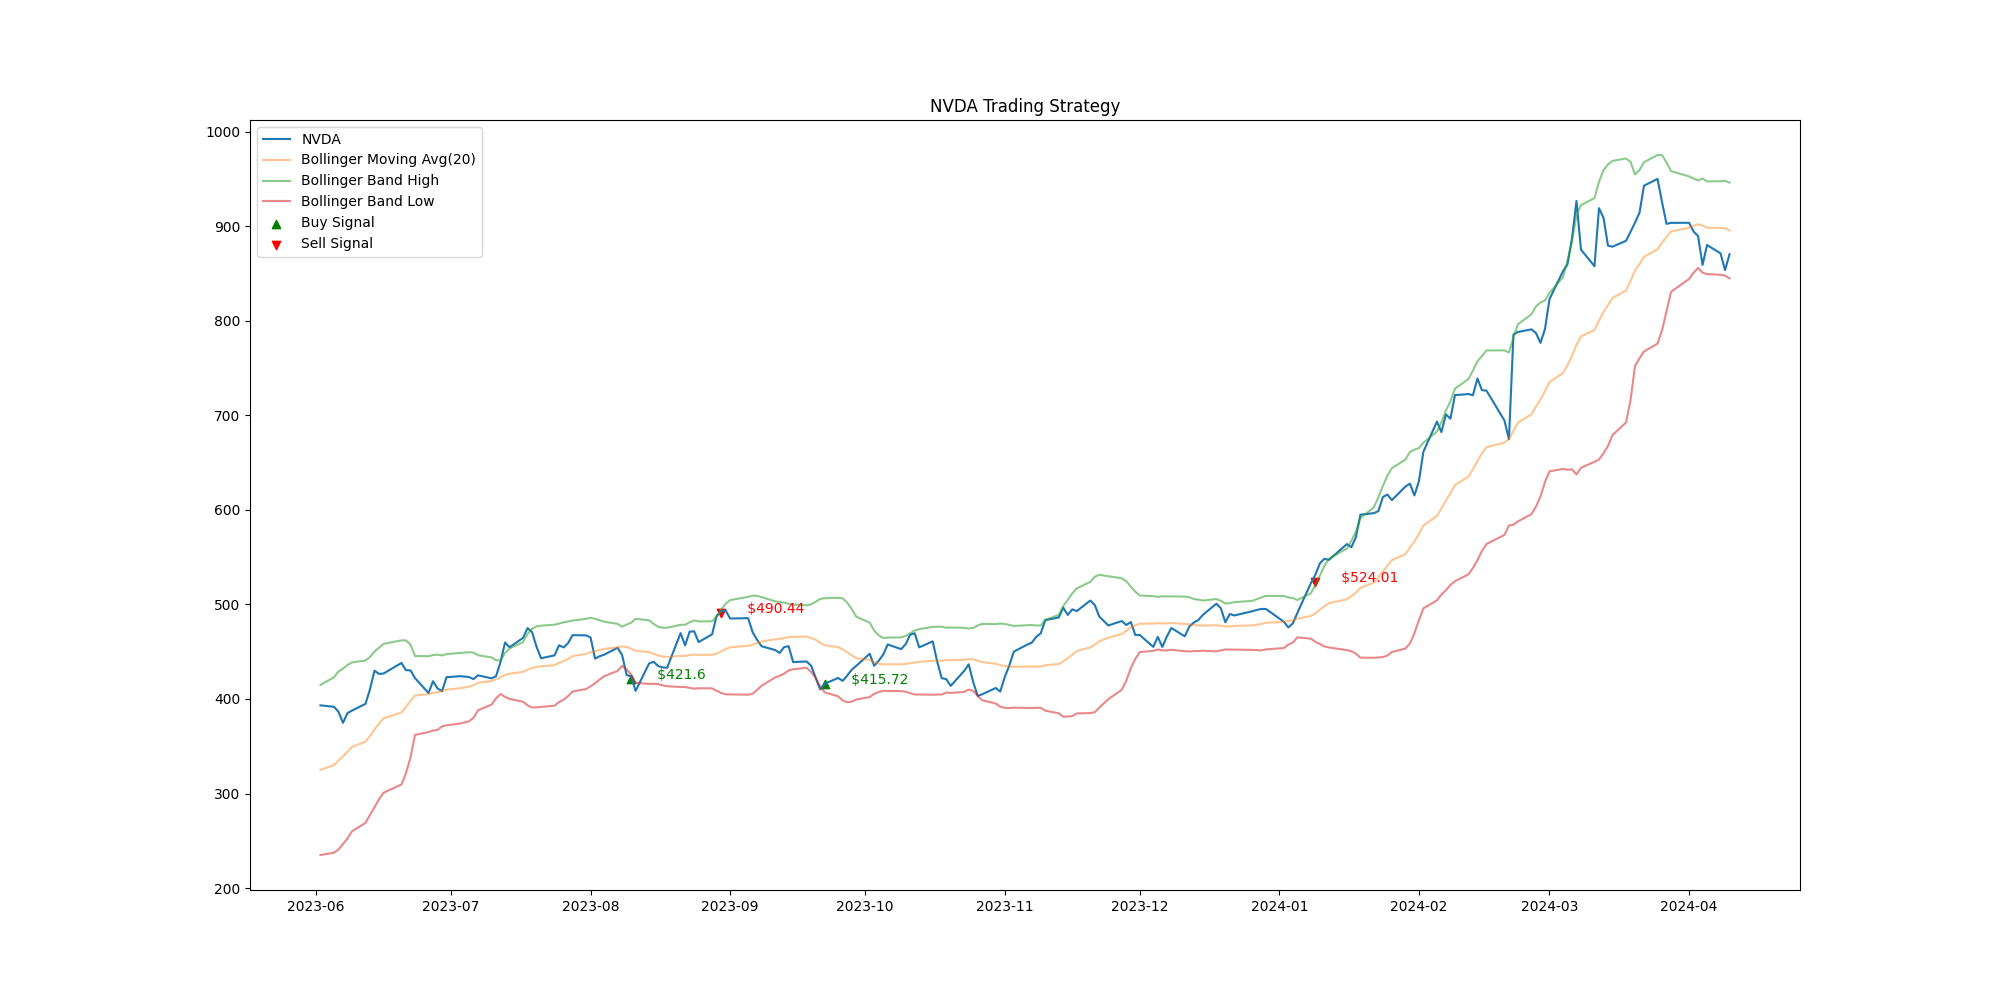 NVDA Trading Strategy
NVDA
Bollinger Moving Avg(20)
Bollinger Band High
Bollinger Band Low
Buy Signal
Sell Signal
1000
900
800
700
600
500
400
300
200
$421.6
$490.44
$415.72
$524.01
2023-06 2023-07 2023-08 2023-09 2023-10 2023-11 2023-12 2024-01 2024-02 2024-03 2024-04